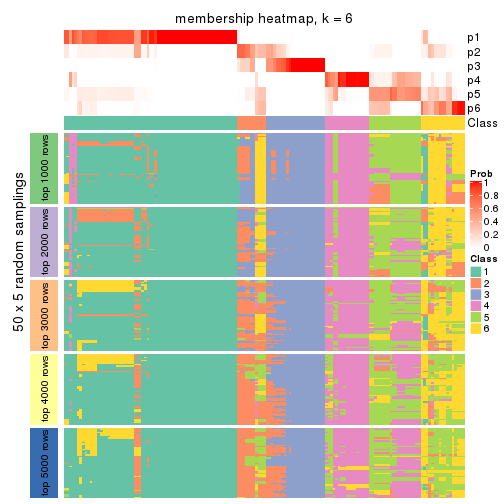 membership heatmap, k = 6
p1
p2
p3
p4
p5
p6
Class
50 x 5 random samplings
top 1000 rows
top 2000 rows
top 3000 rows
top 4000 rows
top 5000 rows
Prob
1
0.8
0.6
0.4
0.2
0
Class
1
2
3
4
5
6